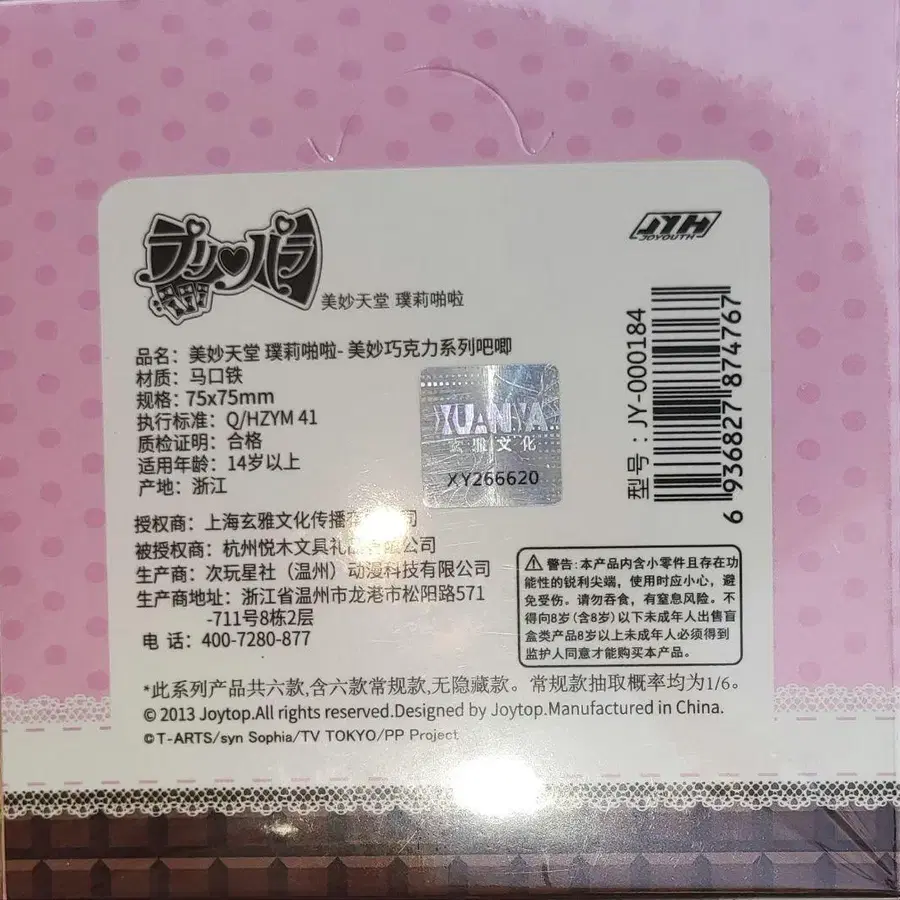 プリ♥パラ
美妙天堂 璞莉啪啦
JYH
JOYOUTH
品名：美妙天堂 璞莉啪啦- 美妙巧克力系列吧唧
材质：马口铁
规格：75x75mm
执行标准：Q/HZYM 41
质检证明：合格
适用年龄：14岁以上
产地：浙江
XUANYA
玄雅文化
XY266620
型号：JY-000184
6 936827 874767
授权商：上海玄雅文化传播 司
被授权商：杭州悦木文具礼 公司
生产商：次玩星社（温州）动漫科技有限公司
生产商地址：浙江省温州市龙港市松阳路571
-711号8栋2层
电 话：400-7280-877
⚠ 警告：本产品内含小零件且存在功
能性的锐利尖端，使用时应小心，避
免受伤。请勿吞食，有窒息风险。不
得向8岁(含8岁)以下未成年人出售盲
盒类产品8岁以上未成年人必须得到
监护人同意才能购买本产品。
*此系列产品共六款,含六款常规款,无隐藏款。常规款抽取概率均为1/6。
© 2013 Joytop.All rights reserved.Designed by Joytop.Manufactured in China.
©T-ARTS/syn Sophia/TV TOKYO/PP Project